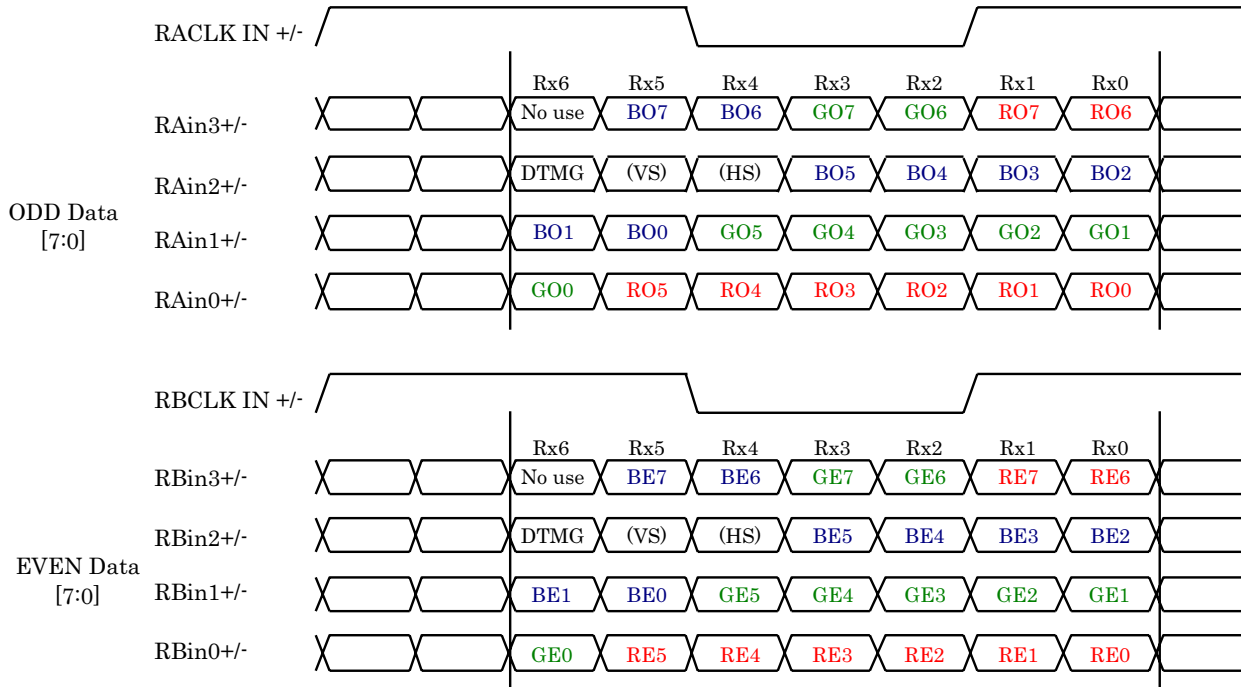 RACLK IN +/-
Rx6 Rx5 Rx4 Rx3 Rx2 Rx1 Rx0
RAin3+/- No use BO7 BO6 GO7 GO6 RO7 RO6
RAin2+/- DTMG (VS) (HS) BO5 BO4 BO3 BO2
ODD Data
[7:0]
RAin1+/- BO1 BO0 GO5 GO4 GO3 GO2 GO1
RAin0+/- GO0 RO5 RO4 RO3 RO2 RO1 RO0
RBCLK IN +/-
Rx6 Rx5 Rx4 Rx3 Rx2 Rx1 Rx0
RBin3+/- No use BE7 BE6 GE7 GE6 RE7 RE6
RBin2+/- DTMG (VS) (HS) BE5 BE4 BE3 BE2
EVEN Data
[7:0]
RBin1+/- BE1 BE0 GE5 GE4 GE3 GE2 GE1
RBin0+/- GE0 RE5 RE4 RE3 RE2 RE1 RE0